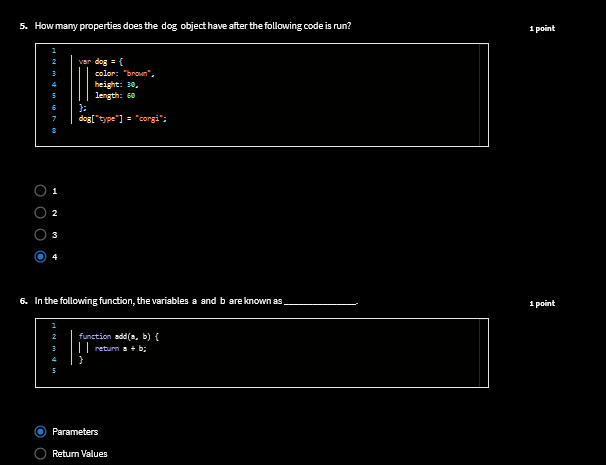 5. How many properties does the dog object have after the following code is run?
1 point
1
2 var dog = {
3 color: "brown",
4 height: 30,
5 length: 60
6 };
7 dog["type"] = "corgi";
8
1
2
3
4
6. In the following function, the variables a and b are known as _______________.
1 point
1
2 function add(a, b) {
3 return a + b;
4 }
5
Parameters
Return Values